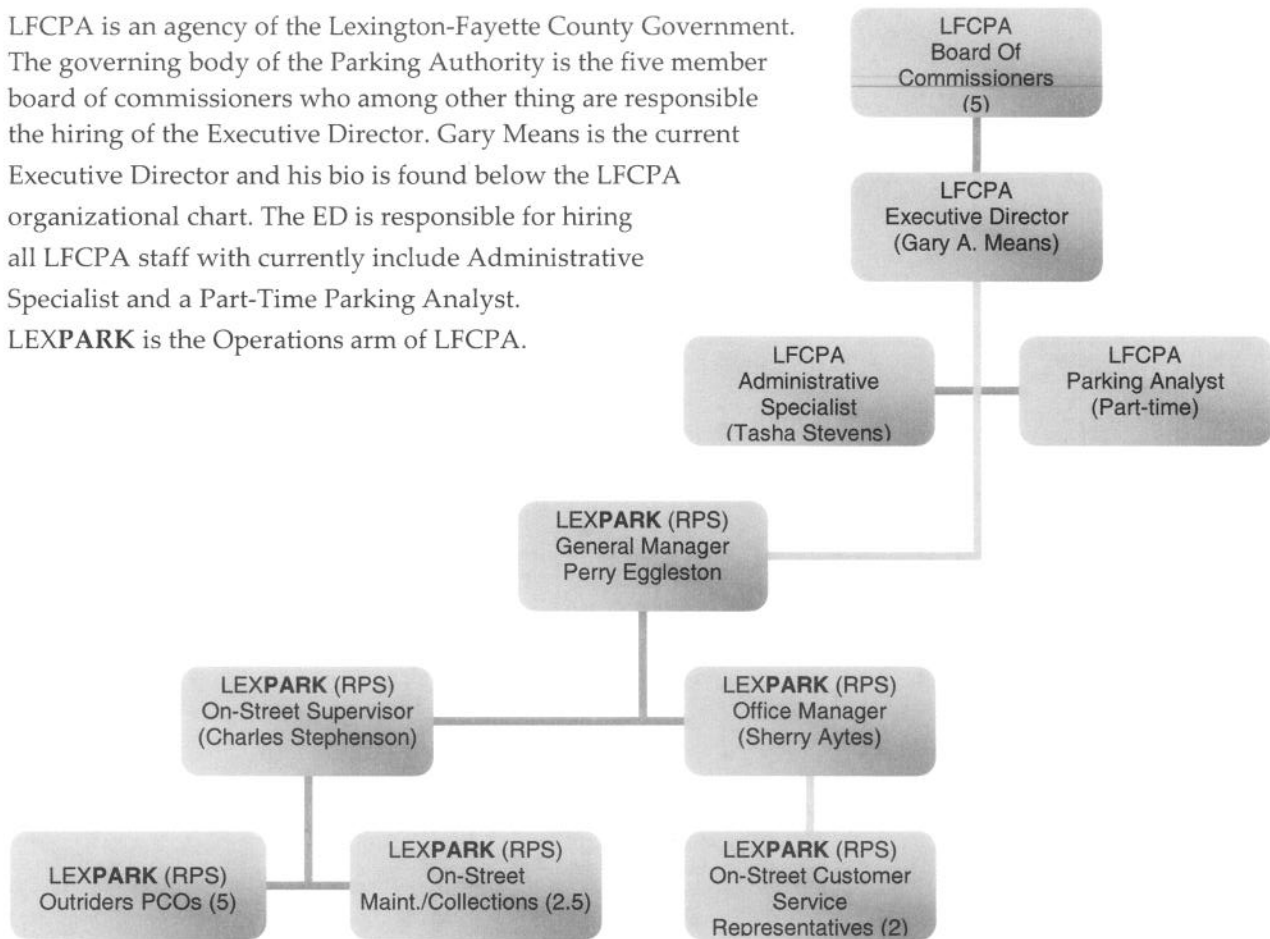 LFCPA is an agency of the Lexington-Fayette County Government.
The governing body of the Parking Authority is the five member
board of commissioners who among other thing are responsible
the hiring of the Executive Director. Gary Means is the current
Executive Director and his bio is found below the LFCPA
organizational chart. The ED is responsible for hiring
all LFCPA staff with currently include Administrative
Specialist and a Part-Time Parking Analyst.
LEXPARK is the Operations arm of LFCPA.
LFCPA
Board Of
Commissioners
(5)
LFCPA
Executive Director
(Gary A. Means)
LFCPA
Administrative
Specialist
(Tasha Stevens)
LFCPA
Parking Analyst
(Part-time)
LEXPARK (RPS)
General Manager
Perry Eggleston
LEXPARK (RPS)
On-Street Supervisor
(Charles Stephenson)
LEXPARK (RPS)
Office Manager
(Sherry Aytes)
LEXPARK (RPS)
Outriders PCOs (5)
LEXPARK (RPS)
On-Street
Maint./Collections (2.5)
LEXPARK (RPS)
On-Street Customer
Service
Representatives (2)